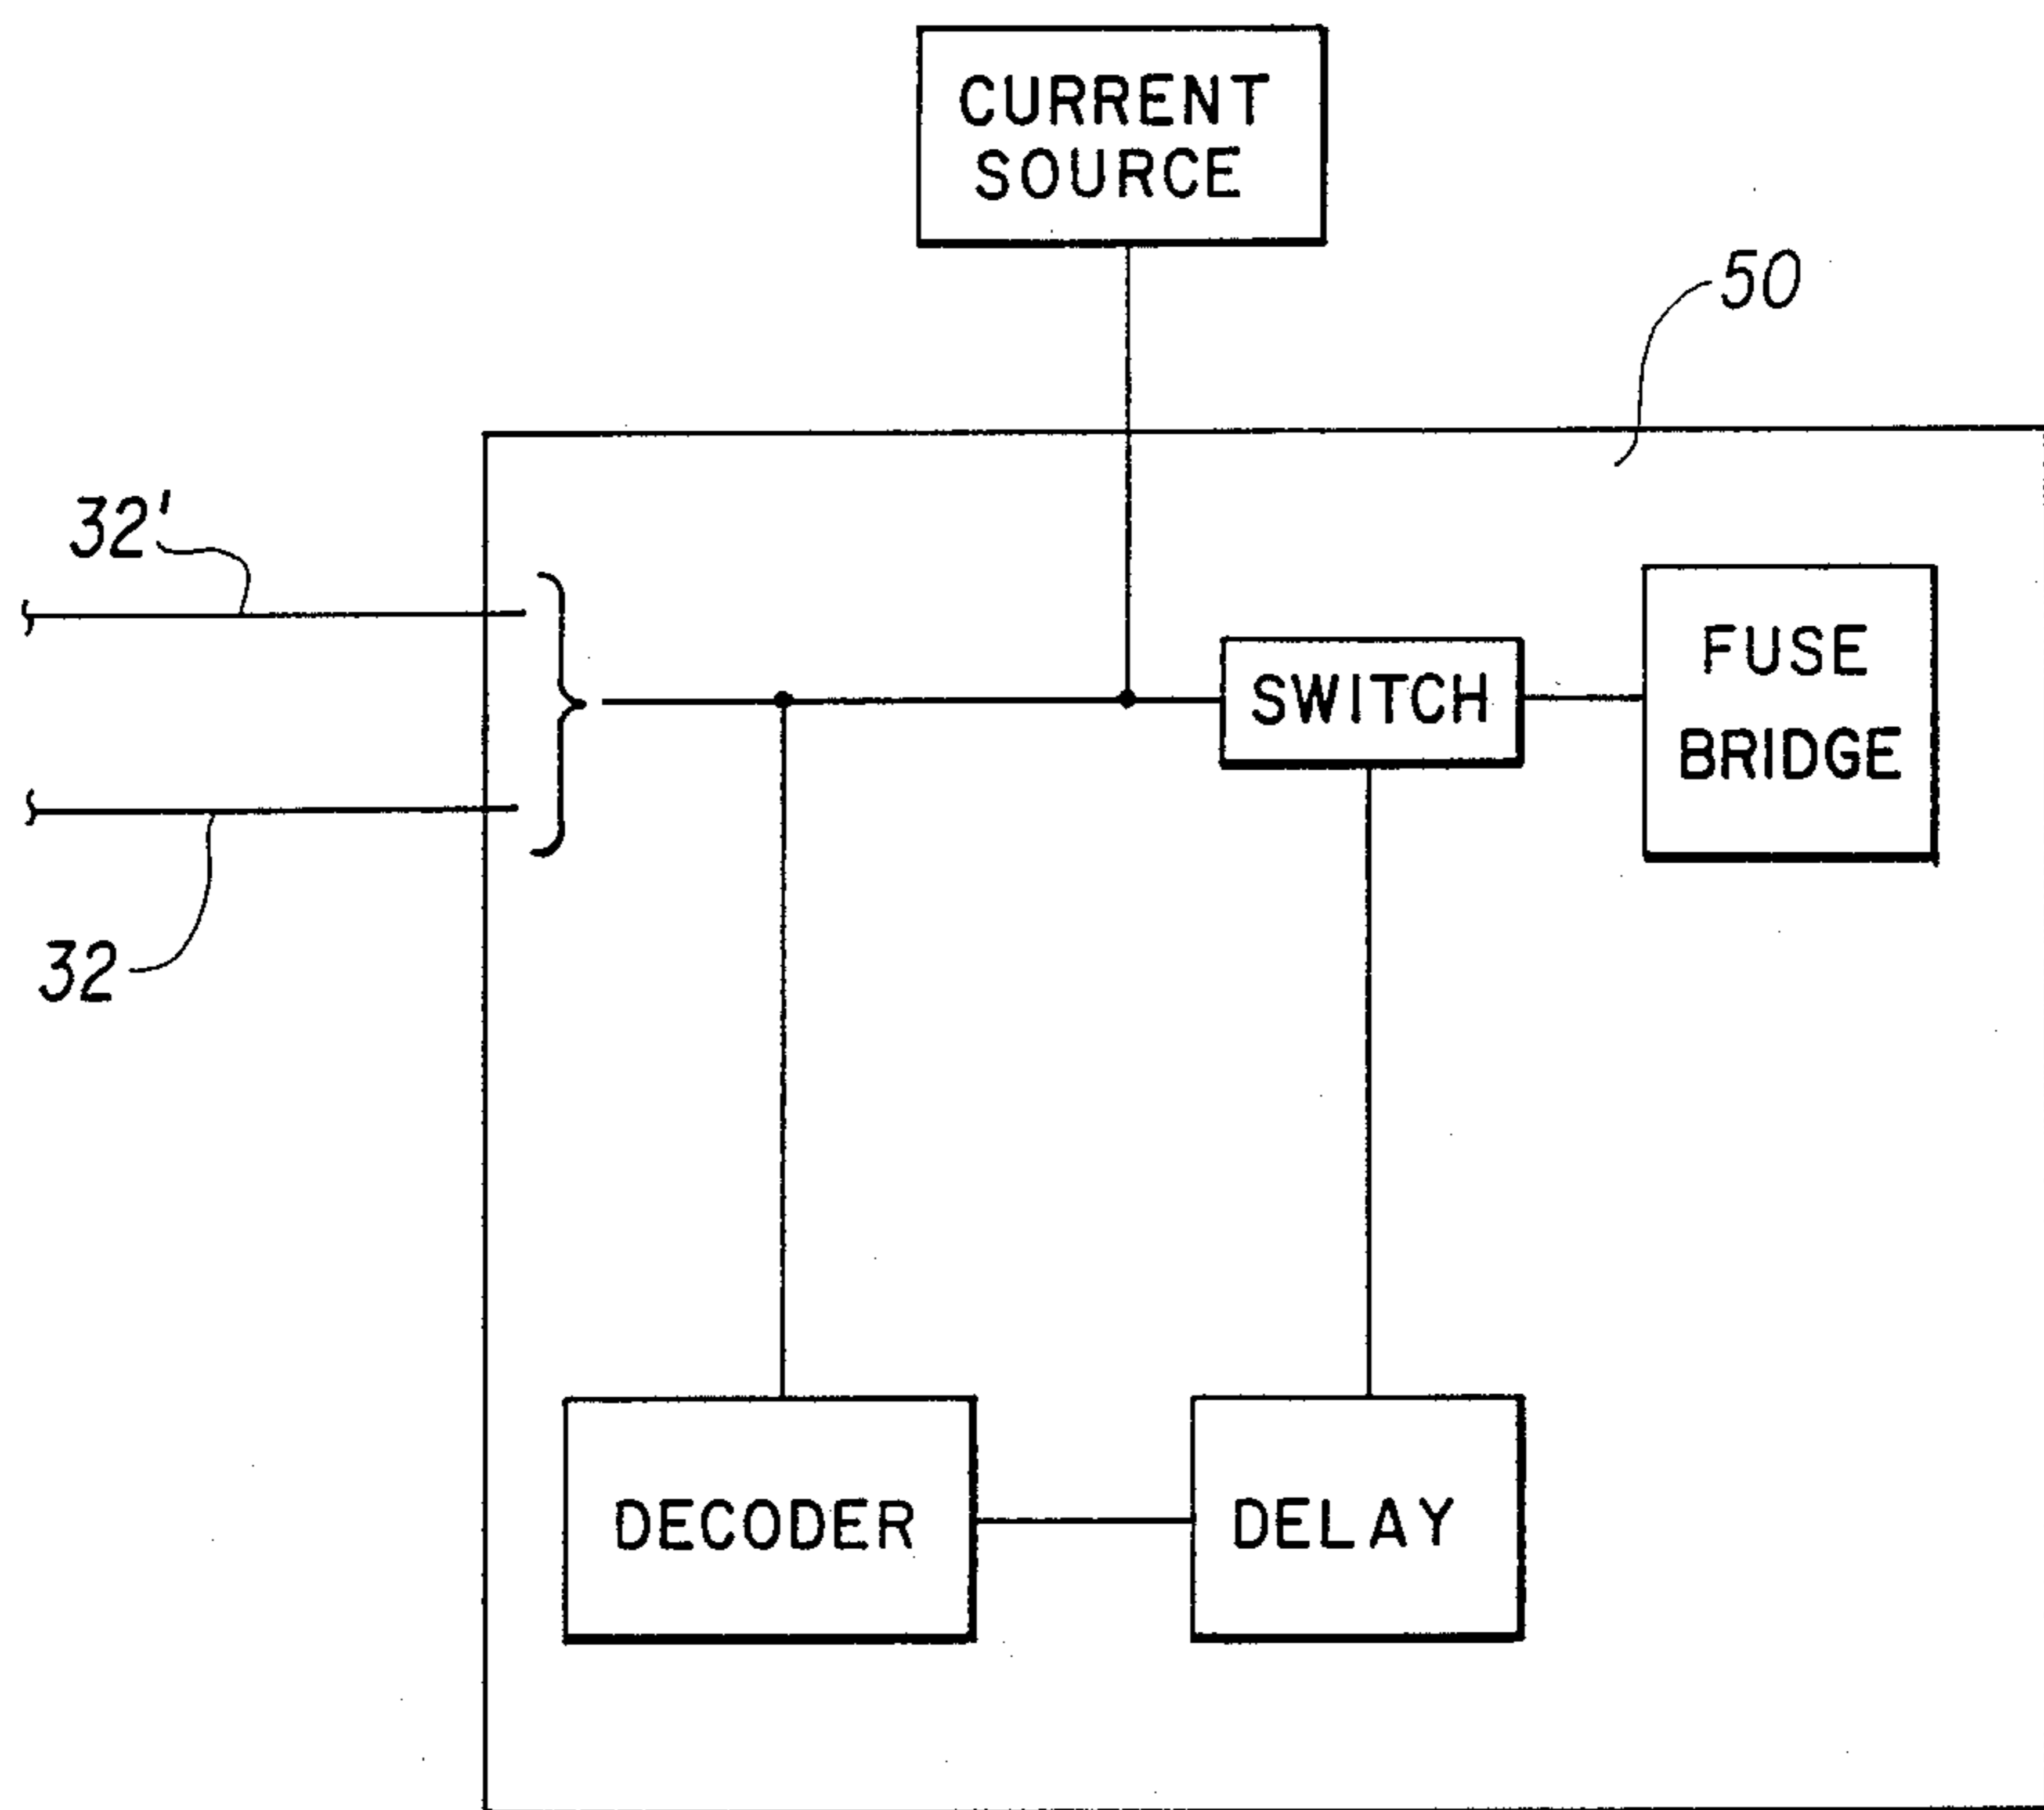 CURRENT
SOURCE
50
32'
FUSE
BRIDGE
SWITCH
32
DECODER
DELAY